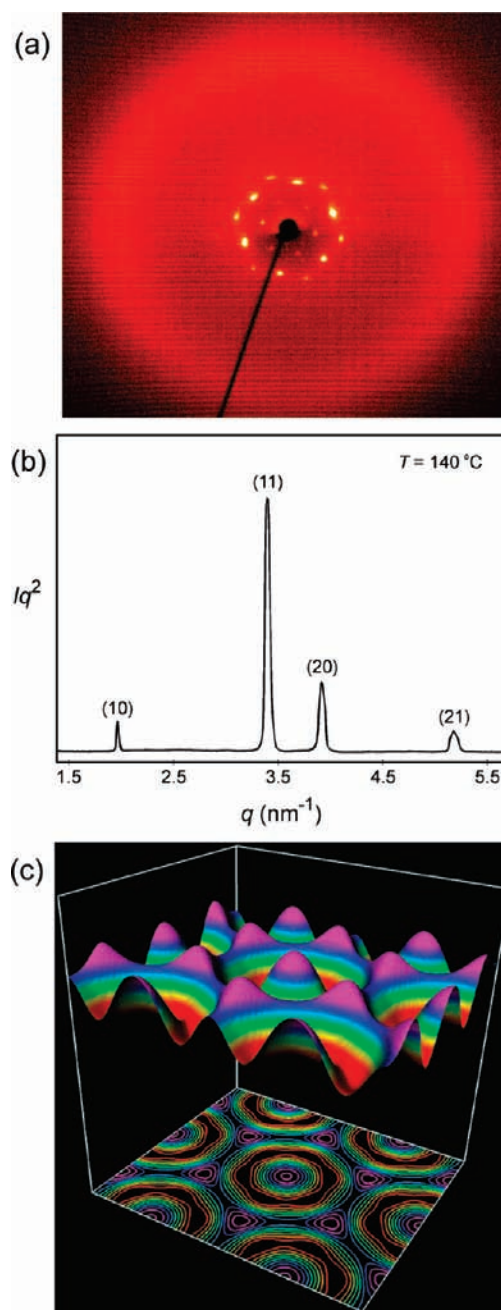 (a)
(b)
T = 140 °C
(11)
Iq²
(20)
(10)
(21)
1.5 2.5 3.5 4.5 5.5
q (nm⁻¹)
(c)